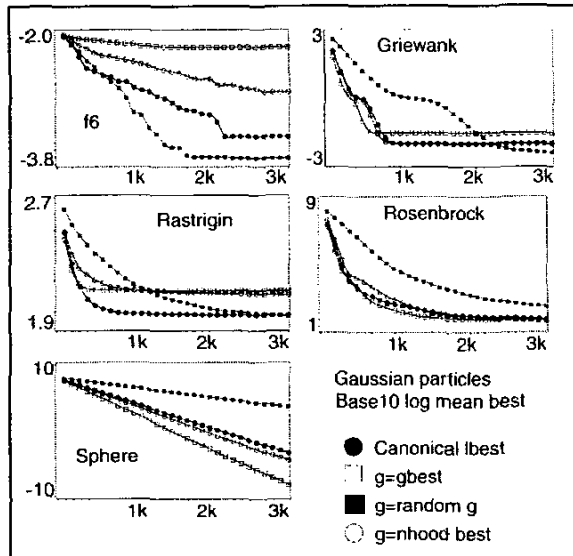 -2.0
f6
-3.8
1k 2k 3k
3
Griewank
-3
1k 2k 3k
2.7
Rastrigin
1.9
1k 2k 3k
9
Rosenbrock
1
1k 2k 3k
10
Sphere
-10
1k 2k 3k
Gaussian particles
Base10 log mean best
Canonical lbest
g=gbest
g=random g
g=nhood best